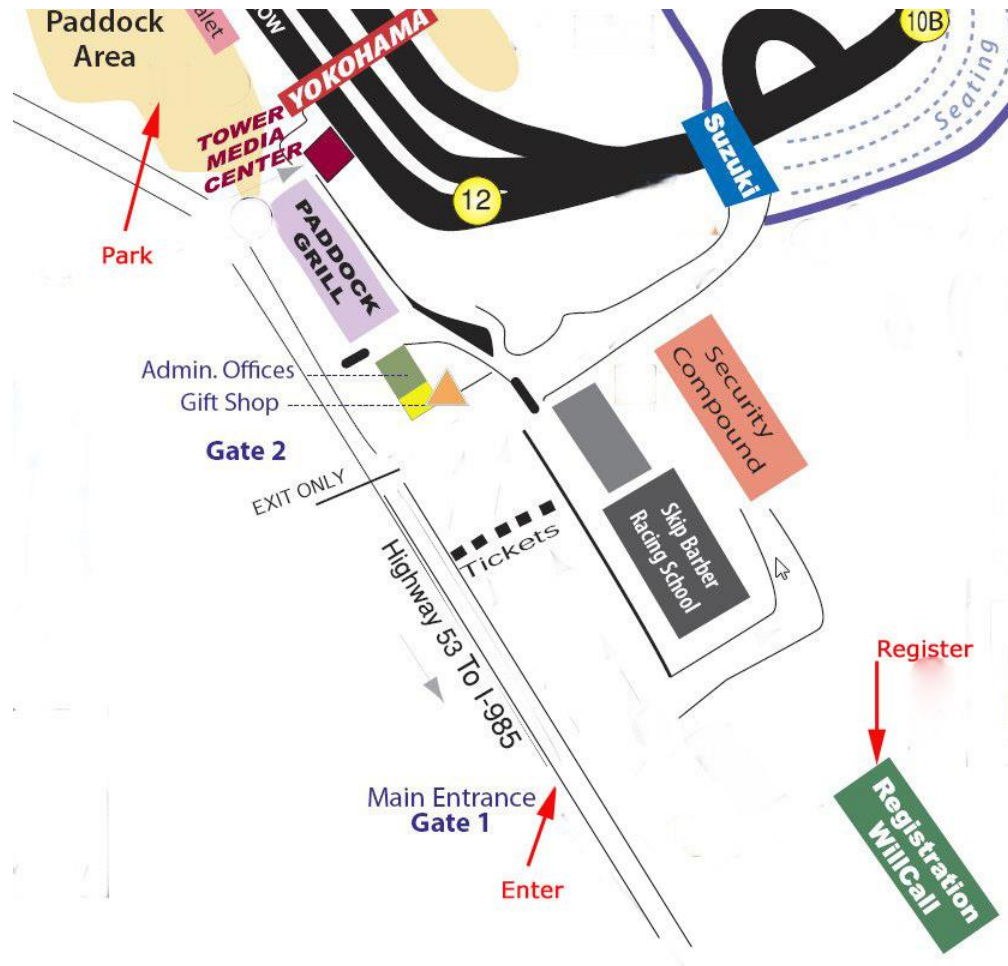 Paddock
Area
alet
OW
YOKOHAMA
10B
Seating
Suzuki
TOWER
MEDIA
CENTER
12
Park
PADDOCK
GRILL
Admin. Offices
Gift Shop
Security
Compound
Gate 2
EXIT ONLY
Tickets
Skip Barber
Racing School
Highway 53 To I-985
Register
Main Entrance
Gate 1
Enter
Registration
WillCall